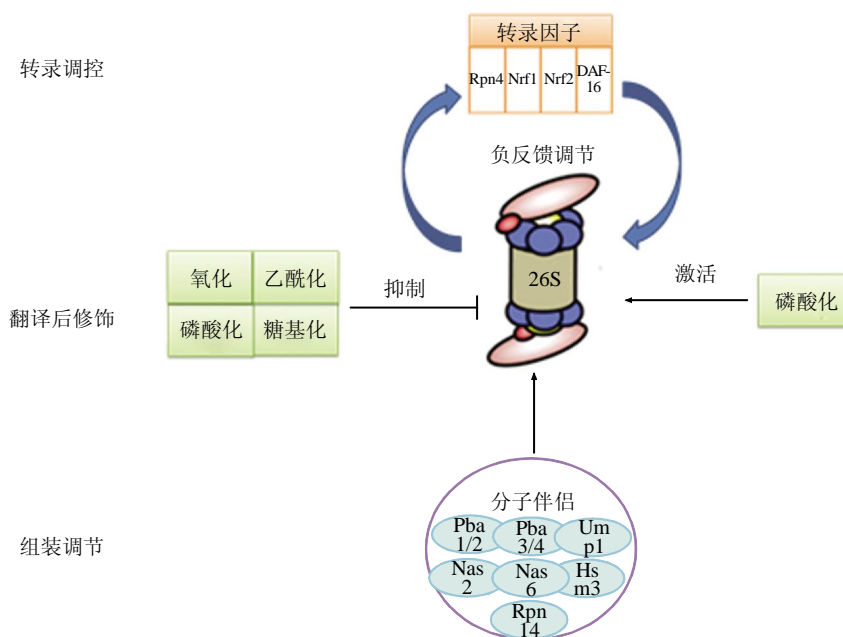 转录因子
转录调控
Rpn4 Nrf1 Nrf2 DAF-
16
负反馈调节
氧化 乙酰化
26S
激活
抑制
翻译后修饰
磷酸化 糖基化
磷酸化
分子伴侣
组装调节
Pba
1/2
Pba
3/4
Um
p1
Nas
2
Nas
6
Hs
m3
Rpn
14